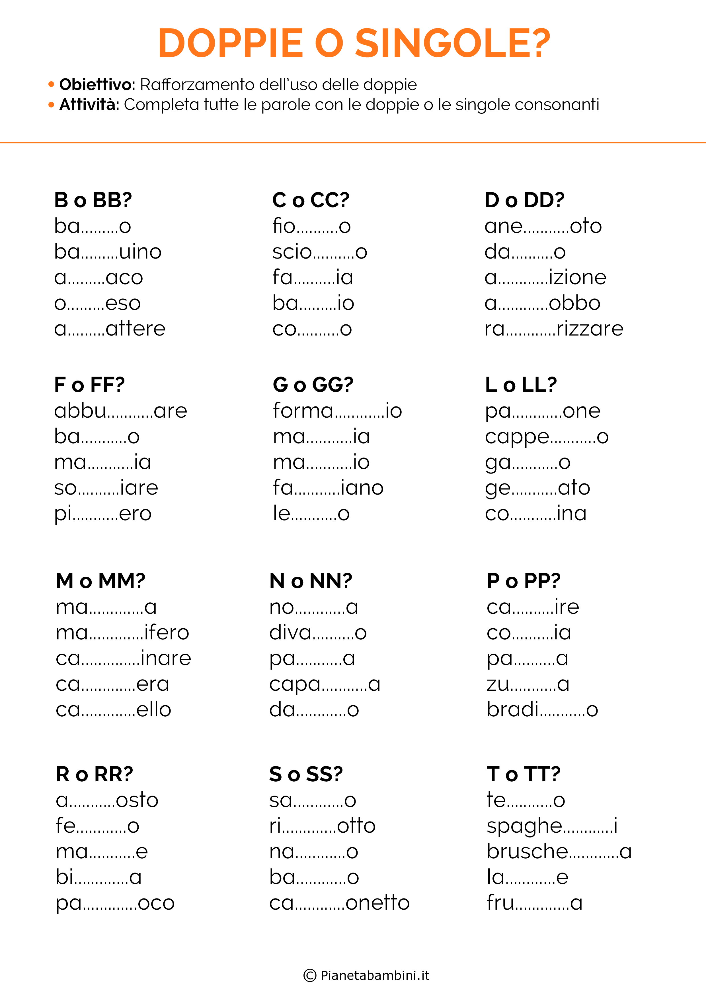 DOPPIE O SINGOLE?
• Obiettivo: Rafforzamento dell'uso delle doppie
• Attività: Completa tutte le parole con le doppie o le singole consonanti
B o BB?
ba.........o
ba.........uino
a.........aco
o.........eso
a.........attere
C o CC?
fio..........o
scio..........o
fa..........ia
ba.........io
co..........o
D o DD?
ane...........oto
da..........o
a............izione
a............obbo
ra............rizzare
F o FF?
abbu...........are
ba...........o
ma...........ia
so..........iare
pi...........ero
G o GG?
forma............io
ma...........ia
ma...........io
fa...........iano
le...........o
L o LL?
pa............one
cappe...........o
ga...........o
ge...........ato
co...........ina
M o MM?
ma.............a
ma.............ifero
ca..............inare
ca.............era
ca.............ello
N o NN?
no............a
diva..........o
pa...........a
capa...........a
da............o
P o PP?
ca..........ire
co..........ia
pa..........a
zu...........a
bradi...........o
R o RR?
a...........osto
fe............o
ma...........e
bi.............a
pa.............oco
S o SS?
sa............o
ri.............otto
na............o
ba............o
ca............onetto
T o TT?
te...........o
spaghe............i
brusche............a
la............e
fru.............a
© Pianetabambini.it